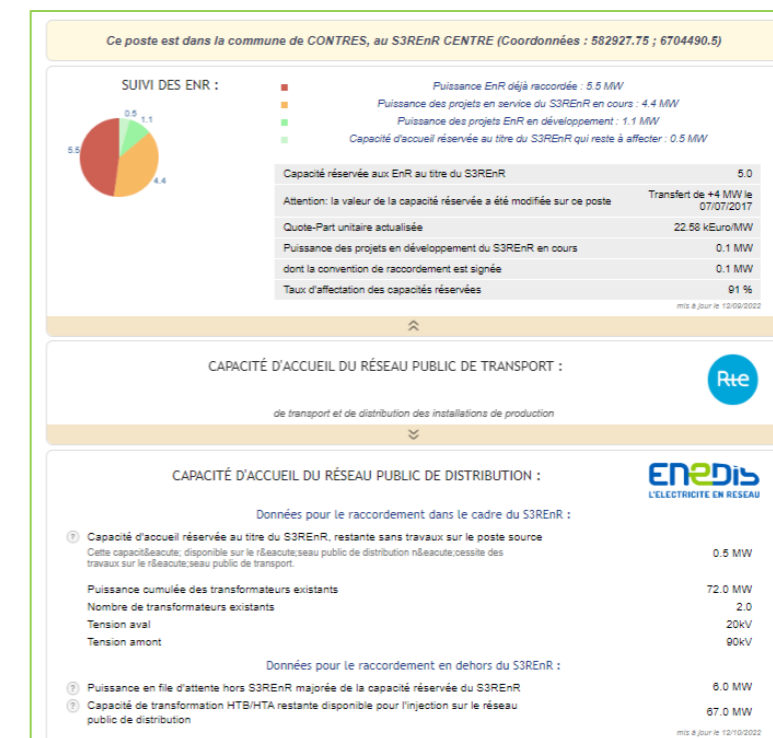 Ce poste est dans la commune de CONTRES, au S3REnR CENTRE (Coordonnées : 582927.75 ; 6704490.5)
SUIVI DES ENR :
0.5
1.1
5.5
4.4
Puissance EnR déjà raccordée : 5.5 MW
Puissance des projets en service du S3REnR en cours : 4.4 MW
Puissance des projets EnR en développement : 1.1 MW
Capacité d'accueil réservée au titre du S3REnR qui reste à affecter : 0.5 MW
Capacité réservée aux EnR au titre du S3REnR 5.0
Attention: la valeur de la capacité réservée a été modifiée sur ce poste Transfert de +4 MW le
07/07/2017
Quote-Part unitaire actualisée 22.58 kEuro/MW
Puissance des projets en développement du S3REnR en cours 0.1 MW
dont la convention de raccordement est signée 0.1 MW
Taux d'affectation des capacités réservées 91 %
mis à jour le 12/09/2022
CAPACITÉ D'ACCUEIL DU RÉSEAU PUBLIC DE TRANSPORT :
Rte
de transport et de distribution des installations de production
CAPACITÉ D'ACCUEIL DU RÉSEAU PUBLIC DE DISTRIBUTION :
ENEDIS
L'ELECTRICITE EN RESEAU
Données pour le raccordement dans le cadre du S3REnR :
? Capacité d'accueil réservée au titre du S3REnR, restante sans travaux sur le poste source
Cette capacit&eacute; disponible sur le r&eacute;seau public de distribution n&eacute;cessite des
travaux sur le r&eacute;seau public de transport.
0.5 MW
Puissance cumulée des transformateurs existants 72.0 MW
Nombre de transformateurs existants 2.0
Tension aval 20kV
Tension amont 90kV
Données pour le raccordement en dehors du S3REnR :
? Puissance en file d'attente hors S3REnR majorée de la capacité réservée du S3REnR 6.0 MW
? Capacité de transformation HTB/HTA restante disponible pour l'injection sur le réseau
public de distribution 67.0 MW
mis à jour le 12/10/2022